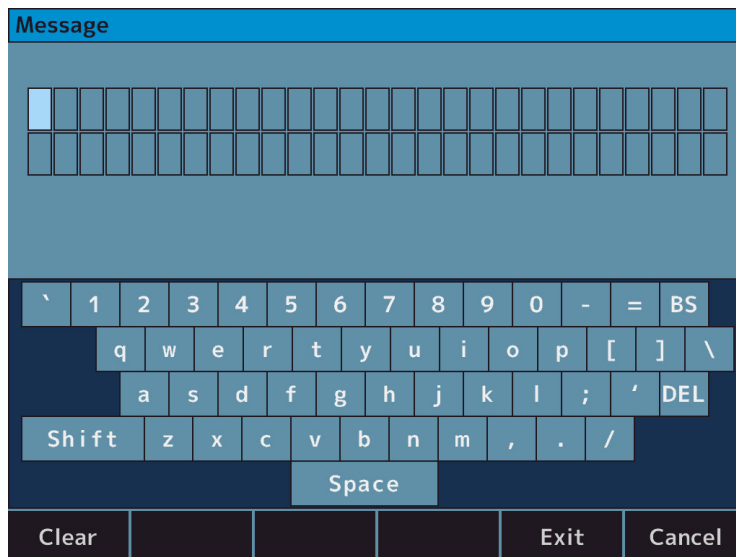 Message
` 1 2 3 4 5 6 7 8 9 0 - = BS
q w e r t y u i o p [ ] \
a s d f g h j k l ; ‘ DEL
Shift z x c v b n m , . /
Space
Clear Exit Cancel